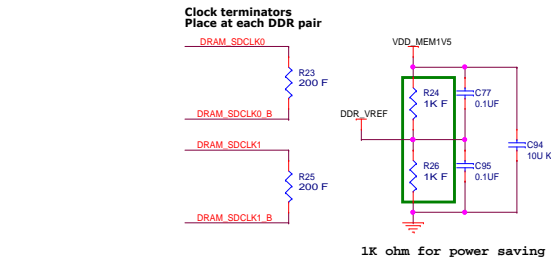 Clock terminators
Place at each DDR pair
DRAM_SDCLK0
R23
200 F
DRAM_SDCLK0_B
DRAM_SDCLK1
R25
200 F
DRAM_SDCLK1_B
VDD_MEM1V5
R24
1K F
C77
0.1UF
DDR_VREF
C94
10U K
R26
1K F
C95
0.1UF
1K ohm for power saving